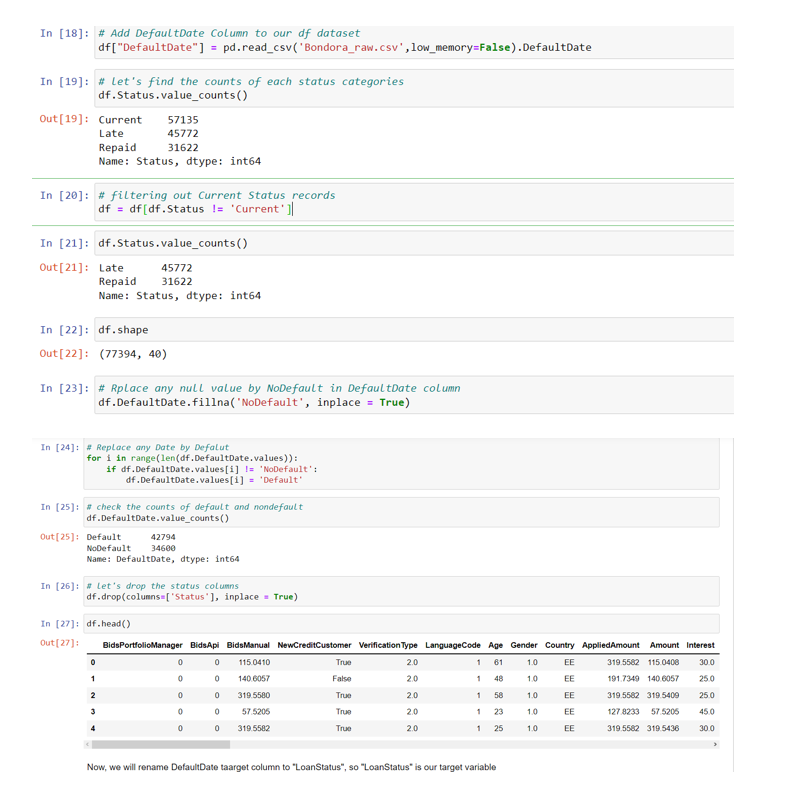 In [18]: # Add DefaultDate Column to our df dataset
df["DefaultDate"] = pd.read_csv('Bondora_raw.csv',low_memory=False).DefaultDate
In [19]: # let's find the counts of each status categories
df.Status.value_counts()
Out[19]: Current 57135
Late 45772
Repaid 31622
Name: Status, dtype: int64
In [20]: # filtering out Current Status records
df = df[df.Status != 'Current']
In [21]: df.Status.value_counts()
Out[21]: Late 45772
Repaid 31622
Name: Status, dtype: int64
In [22]: df.shape
Out[22]: (77394, 40)
In [23]: # Rplace any null value by NoDefault in DefaultDate column
df.DefaultDate.fillna('NoDefault', inplace = True)
In [24]: # Replace any Date by Defalut
for i in range(len(df.DefaultDate.values)):
if df.DefaultDate.values[i] != 'NoDefault':
df.DefaultDate.values[i] = 'Default'
In [25]: # check the counts of default and nondefault
df.DefaultDate.value_counts()
Out[25]: Default 42794
NoDefault 34600
Name: DefaultDate, dtype: int64
In [26]: # let's drop the status columns
df.drop(columns=['Status'], inplace = True)
In [27]: df.head()
Out[27]:
BidsPortfolioManager BidsApi BidsManual NewCreditCustomer VerificationType LanguageCode Age Gender Country AppliedAmount Amount Interest
0 0 0 115.0410 True 2.0 1 61 1.0 EE 319.5582 115.0408 30.0
1 0 0 140.6057 False 2.0 1 48 1.0 EE 191.7349 140.6057 25.0
2 0 0 319.5580 True 2.0 1 58 1.0 EE 319.5582 319.5409 25.0
3 0 0 57.5205 True 2.0 1 23 1.0 EE 127.8233 57.5205 45.0
4 0 0 319.5582 True 2.0 1 25 1.0 EE 319.5582 319.5436 30.0
Now, we will rename DefaultDate taarget column to "LoanStatus", so "LoanStatus" is our target variable